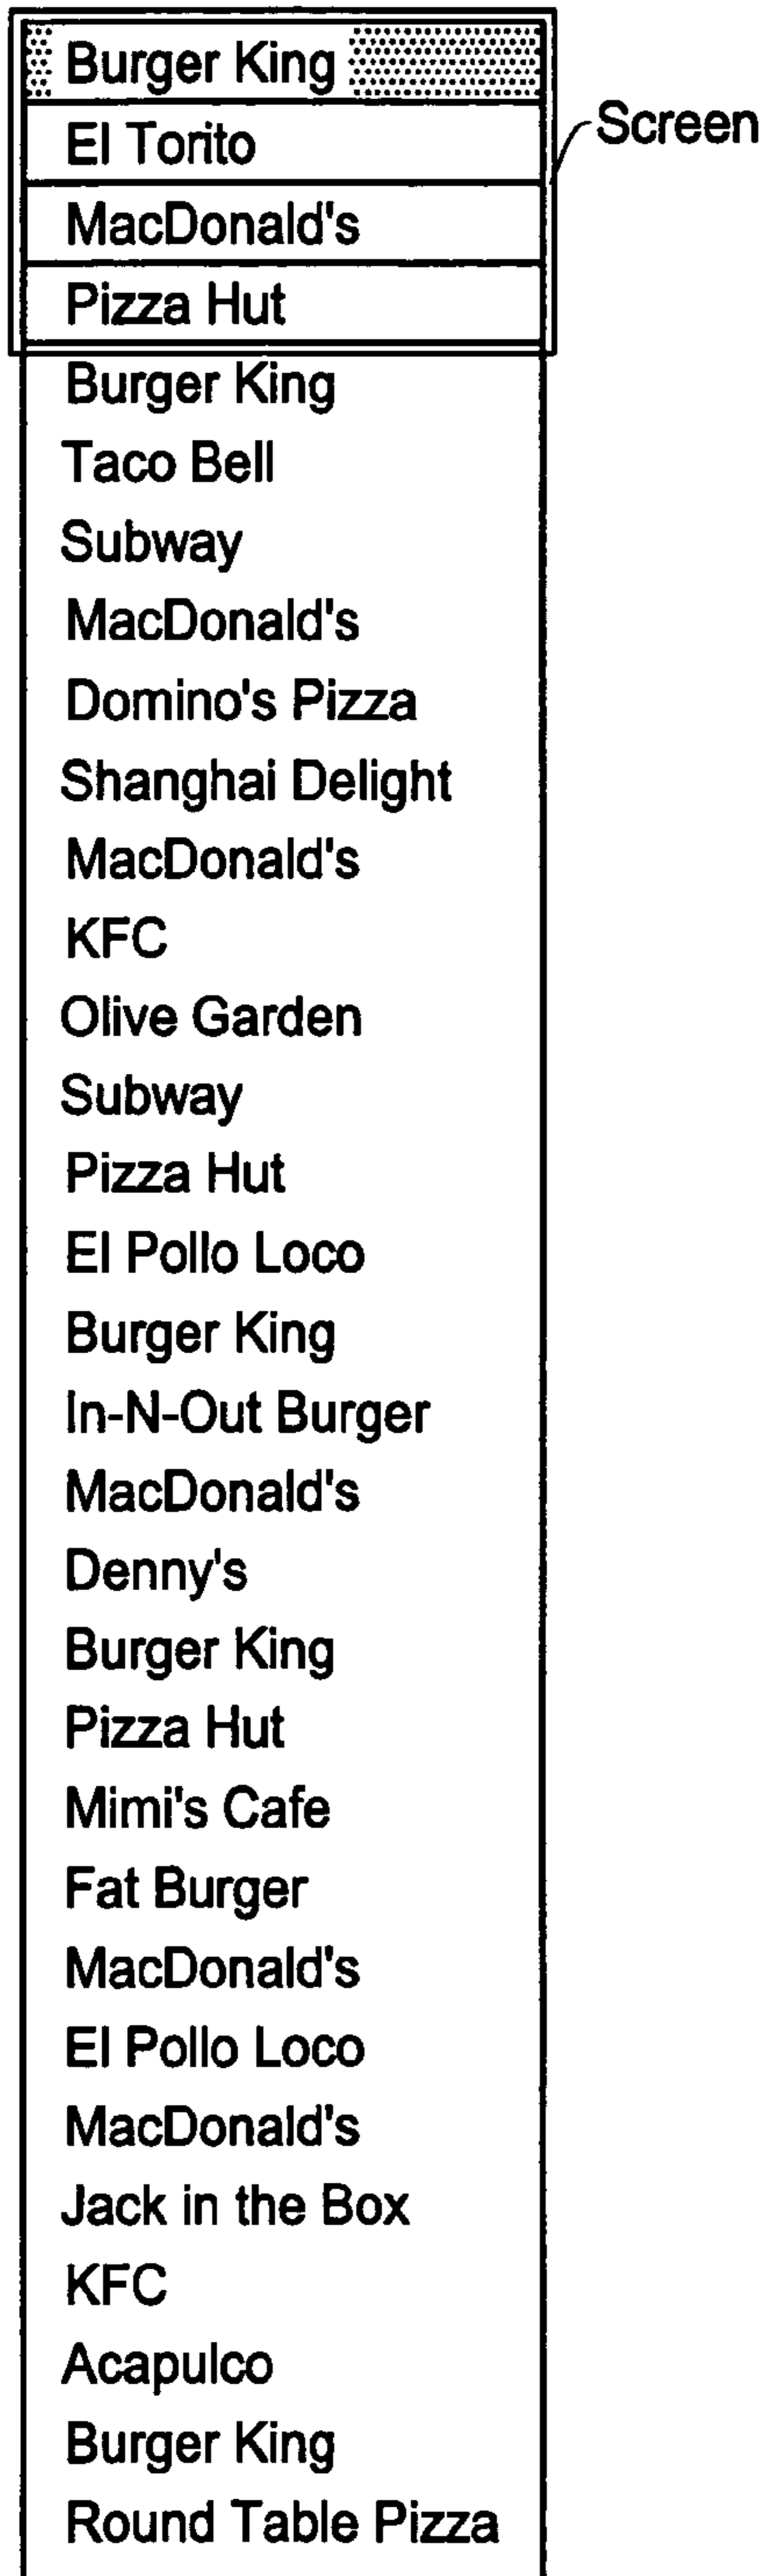 Burger King
El Torito
Screen
MacDonald's
Pizza Hut
Burger King
Taco Bell
Subway
MacDonald's
Domino's Pizza
Shanghai Delight
MacDonald's
KFC
Olive Garden
Subway
Pizza Hut
El Pollo Loco
Burger King
In-N-Out Burger
MacDonald's
Denny's
Burger King
Pizza Hut
Mimi's Cafe
Fat Burger
MacDonald's
El Pollo Loco
MacDonald's
Jack in the Box
KFC
Acapulco
Burger King
Round Table Pizza